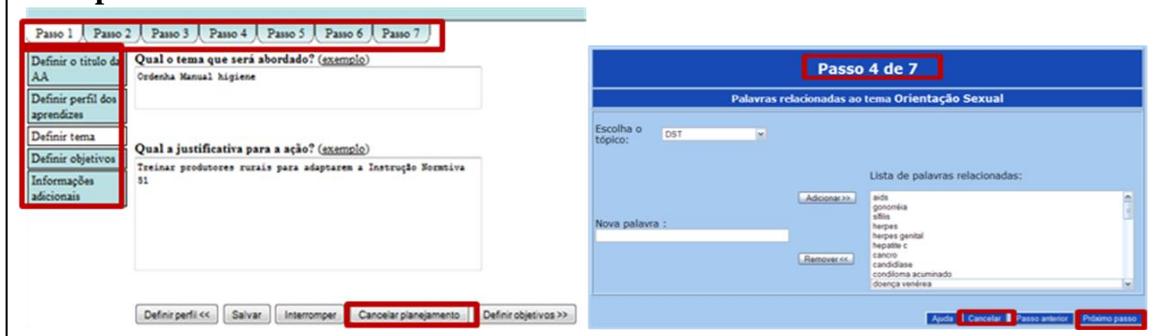 Passo 1 Passo 2 Passo 3 Passo 4 Passo 5 Passo 6 Passo 7
Definir o título da AA
Definir perfil dos aprendizes
Definir tema
Definir objetivos
Informações adicionais
Qual o tema que será abordado? (exemplo)
Ordenha Manual higiene
Qual a justificativa para a ação? (exemplo)
Treinar produtores rurais para adaptarem a Instrução Normtiva
51
Definir perfil << Salvar Interromper Cancelar planejamento Definir objetivos >>
Passo 4 de 7
Palavras relacionadas ao tema Orientação Sexual
Escolha o
tópico: DST
Lista de palavras relacionadas:
Adicionar >>
Nova palavra :
Remover <<
aids
gonorréia
sífilis
herpes
herpes genital
hepatite c
cancro
candidíase
condiloma acuminado
doença venérea
Ajuda Cancelar Passo anterior Próximo passo